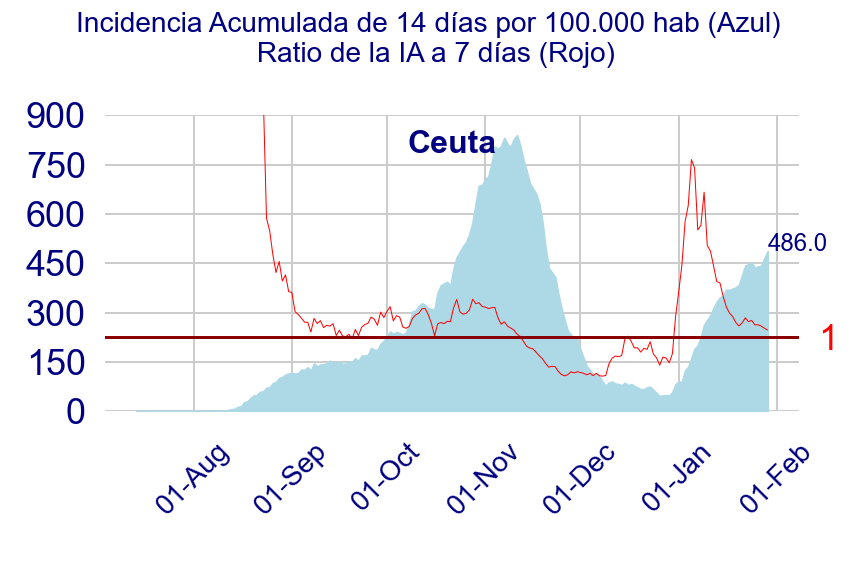 Incidencia Acumulada de 14 días por 100.000 hab (Azul)
Ratio de la IA a 7 días (Rojo)
900
Ceuta
750
600
486.0
450
300
1
150
0
01-Aug
01-Sep
01-Oct
01-Nov
01-Dec
01-Jan
01-Feb